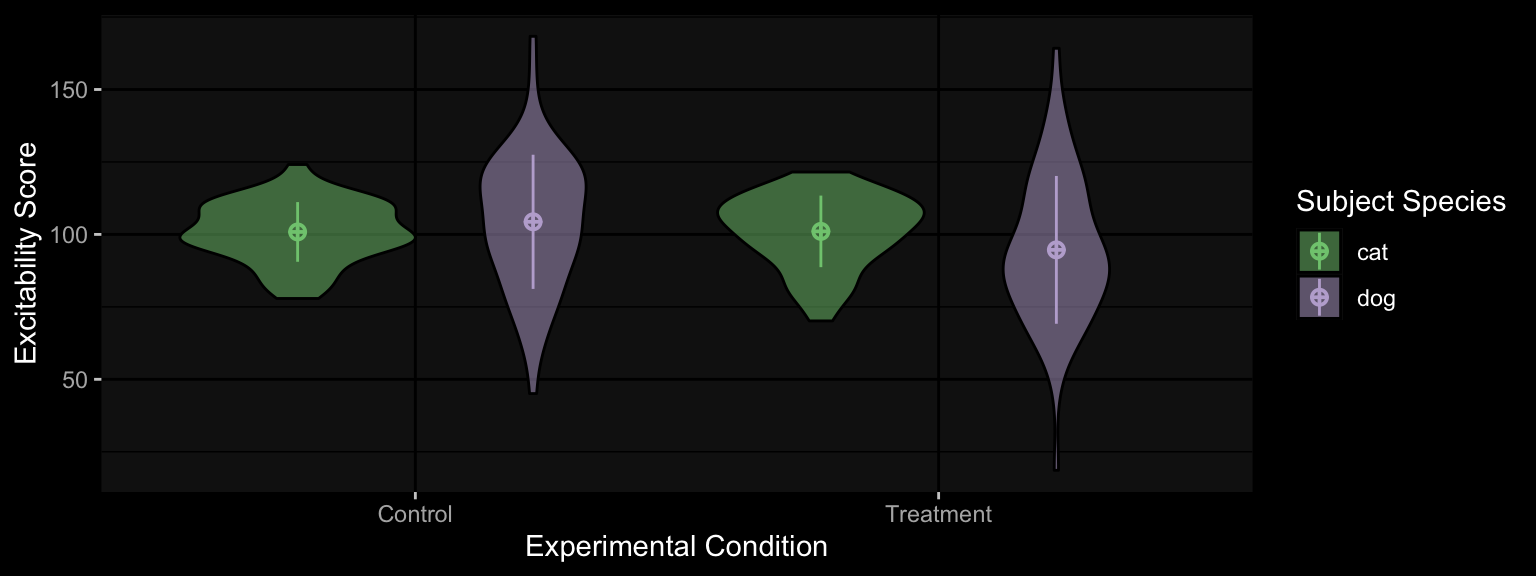 Excitability Score
150
100
50
Control
Treatment
Experimental Condition
Subject Species
cat
dog